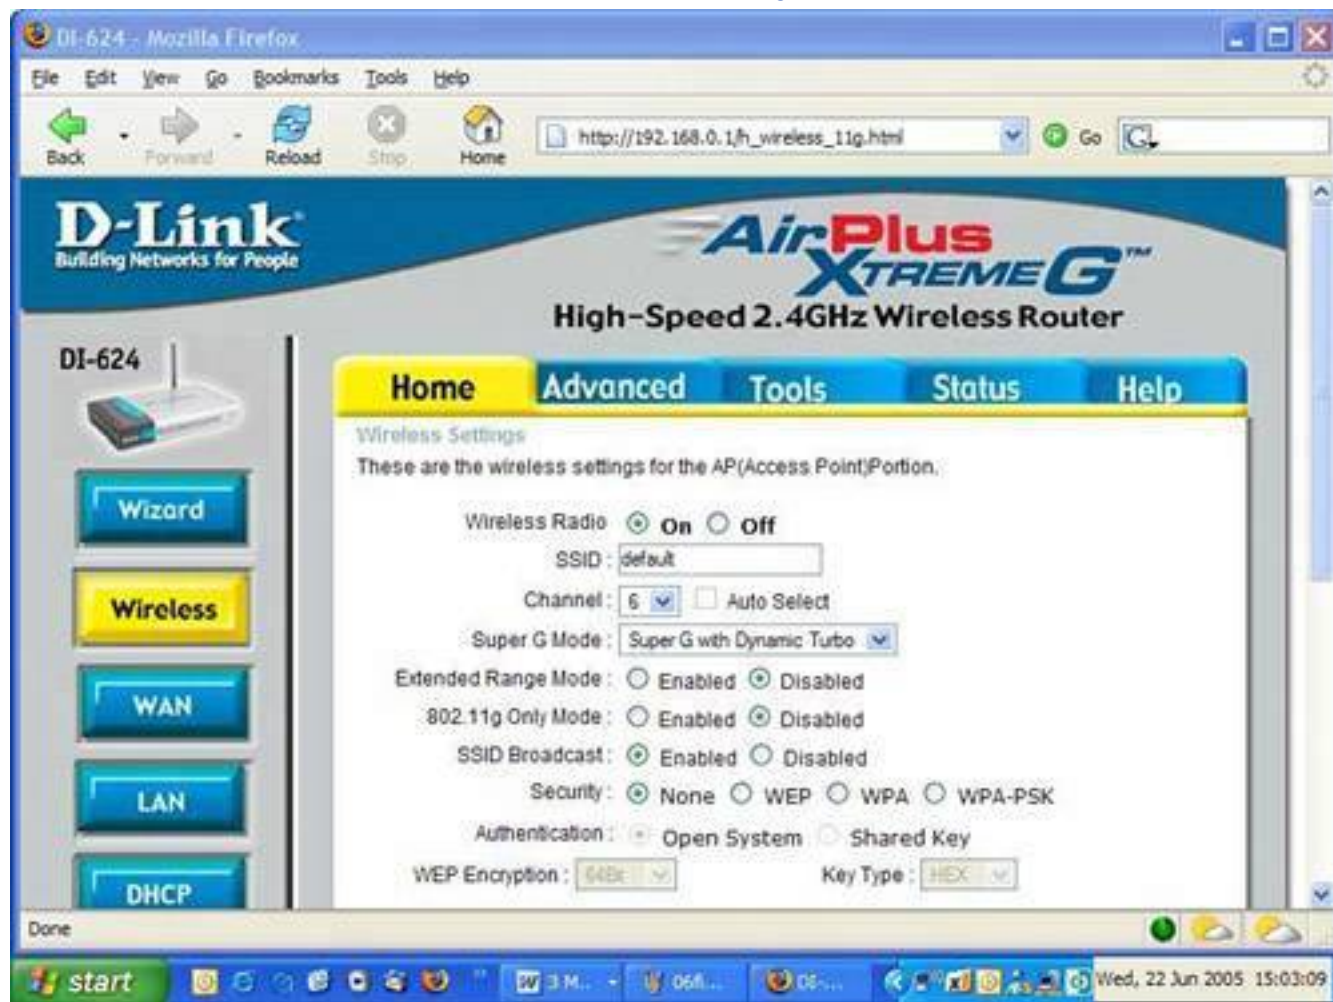 DI-624 - Mozilla Firefox
File Edit View Go Bookmarks Tools Help
Back Forward Reload Stop Home http://192.168.0.1/h_wireless_11g.html Go
D-Link
Building Networks for People
AirPlus
XTREME G™
High-Speed 2.4GHz Wireless Router
DI-624
Home Advanced Tools Status Help
Wireless Settings
These are the wireless settings for the AP(Access Point)Portion.
Wizard
Wireless Radio On Off
SSID : default
Channel : 6 Auto Select
Wireless
Super G Mode : Super G with Dynamic Turbo
Extended Range Mode : Enabled Disabled
WAN
802.11g Only Mode : Enabled Disabled
SSID Broadcast : Enabled Disabled
Security : None WEP WPA WPA-PSK
LAN
Authentication : Open System Shared Key
WEP Encryption : Key Type : HEX
DHCP
Done
start 3 M... Wed, 22 Jun 2005 15:03:09